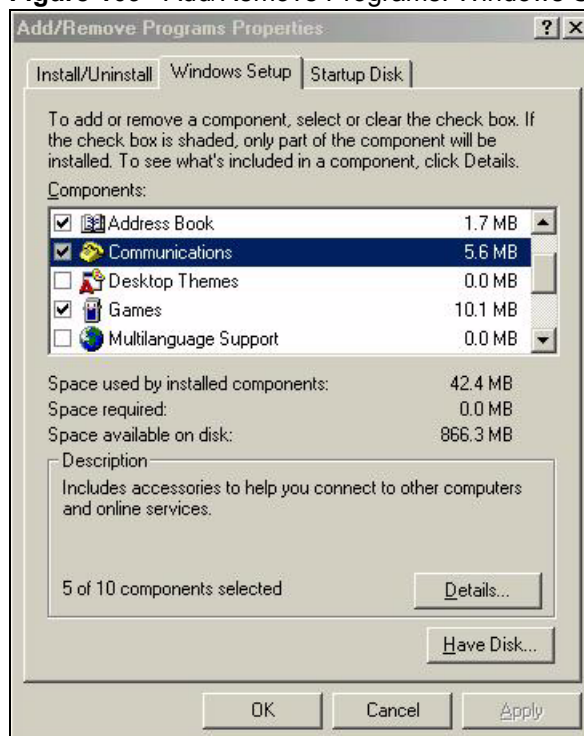 Add/Remove Programs Properties
Install/Uninstall Windows Setup Startup Disk
To add or remove a component, select or clear the check box. If
the check box is shaded, only part of the component will be
installed. To see what's included in a component, click Details.
Components:
Address Book 1.7 MB
Communications 5.6 MB
Desktop Themes 0.0 MB
Games 10.1 MB
Multilanguage Support 0.0 MB
Space used by installed components: 42.4 MB
Space required: 0.0 MB
Space available on disk: 866.3 MB
Description
Includes accessories to help you connect to other computers
and online services.
5 of 10 components selected Details...
Have Disk...
OK Cancel Apply